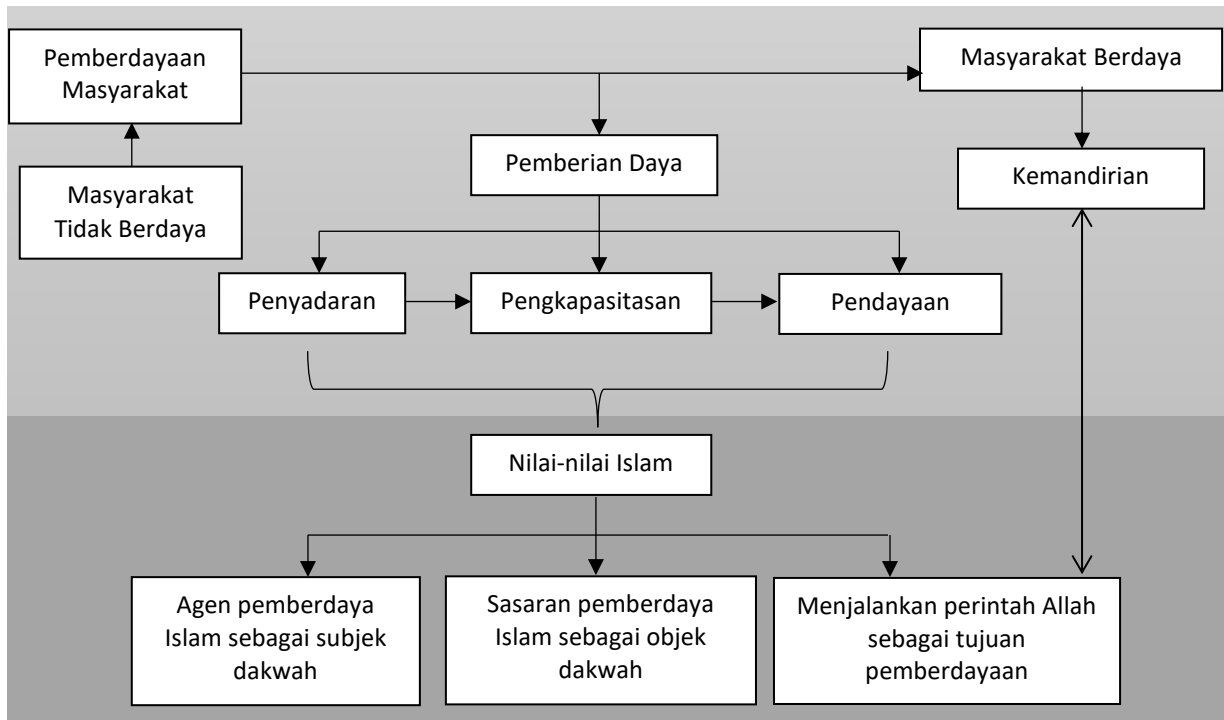 Pemberdayaan
Masyarakat
Masyarakat Berdaya
Pemberian Daya
Kemandirian
Masyarakat
Tidak Berdaya
Penyadaran
Pengkapasitasan
Pendayaan
Nilai-nilai Islam
Agen pemberdaya
Islam sebagai subjek
dakwah
Sasaran pemberdaya
Islam sebagai objek
dakwah
Menjalankan perintah Allah
sebagai tujuan
pemberdayaan